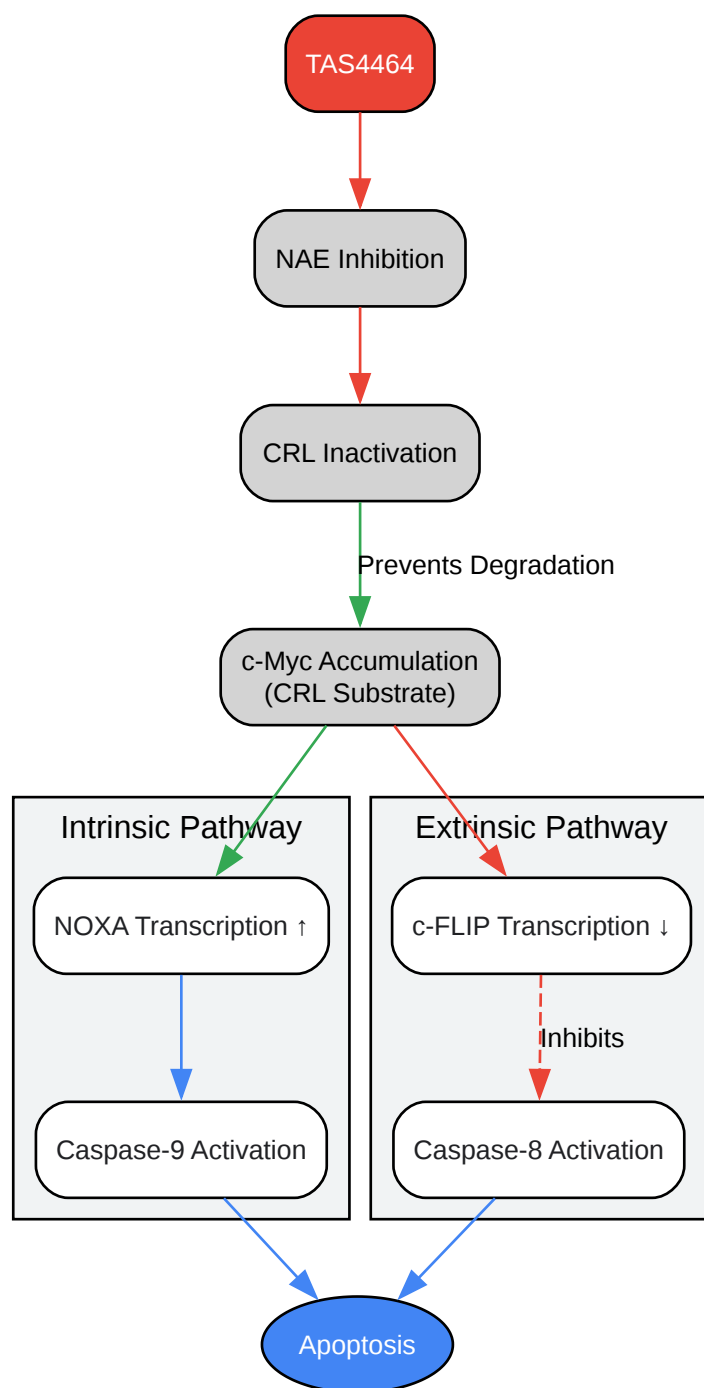 TAS4464
NAE Inhibition
CRL Inactivation
Prevents Degradation
c-Myc Accumulation
(CRL Substrate)
Intrinsic Pathway
Extrinsic Pathway
NOXA Transcription ↑
c-FLIP Transcription ↓
Inhibits
Caspase-9 Activation
Caspase-8 Activation
Apoptosis